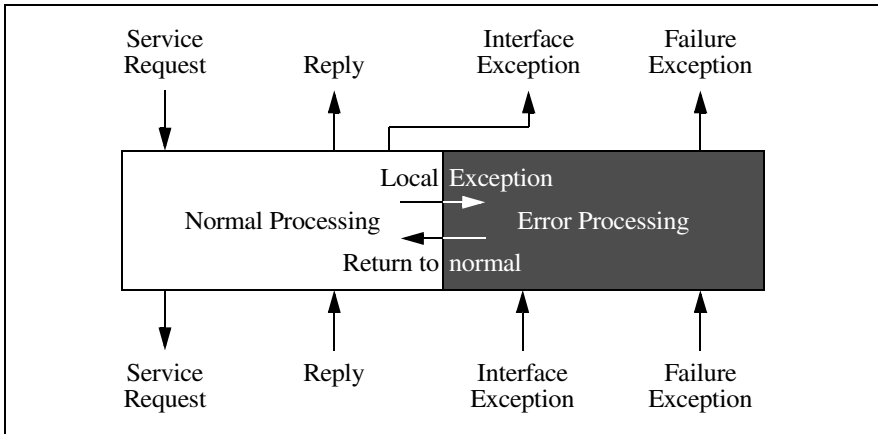 Service
Request
Reply
Interface
Exception
Failure
Exception
Local Exception
Normal Processing
Error Processing
Return to normal
Service
Request
Reply
Interface
Exception
Failure
Exception